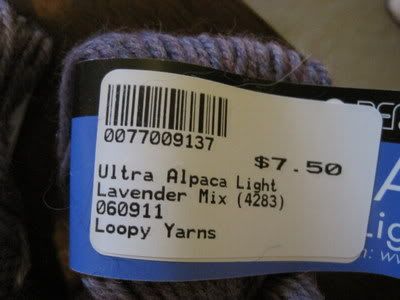 0077009137
$7.50
Ultra Alpaca Light
Lavender Mix (4283)
060911
Loopy Yarns